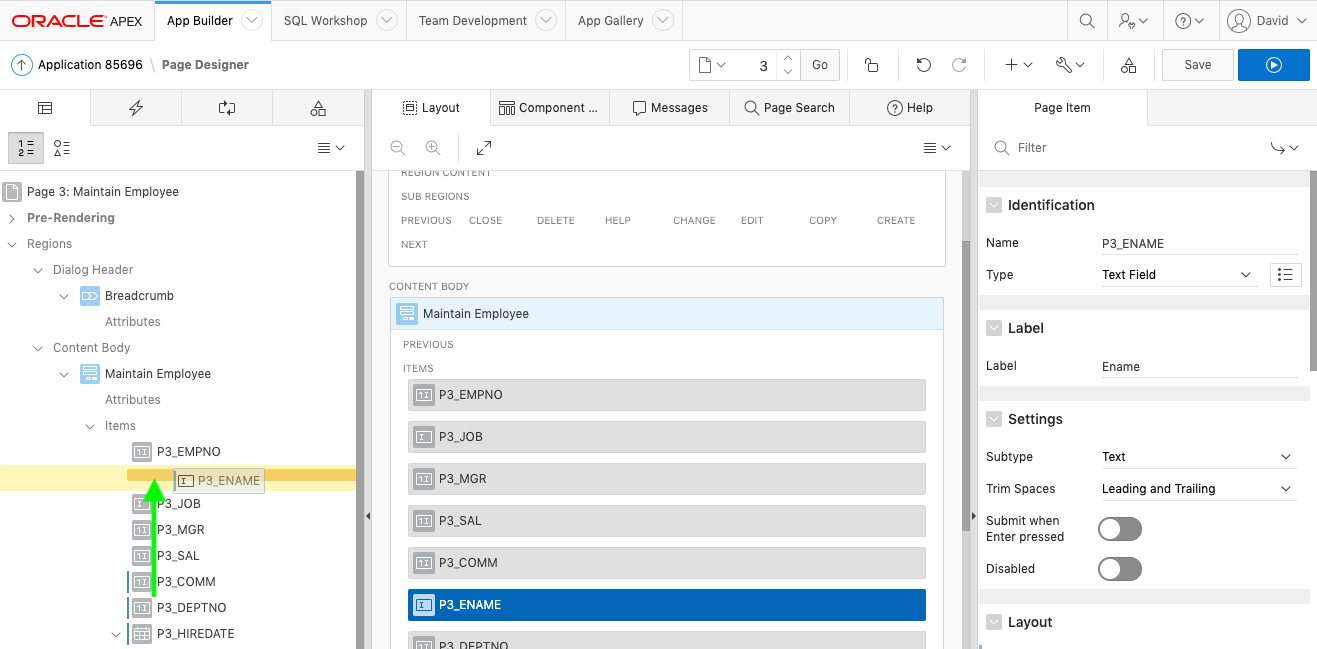 ORACLE APEX App Builder SQL Workshop Team Development App Gallery David
Application 85696 \ Page Designer 3 Go Save
Layout Component ... Messages Page Search Help Page Item
Filter
Page 3: Maintain Employee
Pre-Rendering
Regions
Dialog Header
Breadcrumb
Attributes
Content Body
Maintain Employee
Attributes
Items
P3_EMPNO
P3_ENAME
P3_JOB
P3_MGR
P3_SAL
P3_COMM
P3_DEPTNO
P3_HIREDATE
REGION CONTENT
SUB REGIONS
PREVIOUS CLOSE DELETE HELP CHANGE EDIT COPY CREATE
NEXT
CONTENT BODY
Maintain Employee
PREVIOUS
ITEMS
P3_EMPNO
P3_JOB
P3_MGR
P3_SAL
P3_COMM
P3_ENAME
P3_DEPTNO
Identification
Name P3_ENAME
Type Text Field
Label
Label Ename
Settings
Subtype Text
Trim Spaces Leading and Trailing
Submit when
Enter pressed
Disabled
Layout